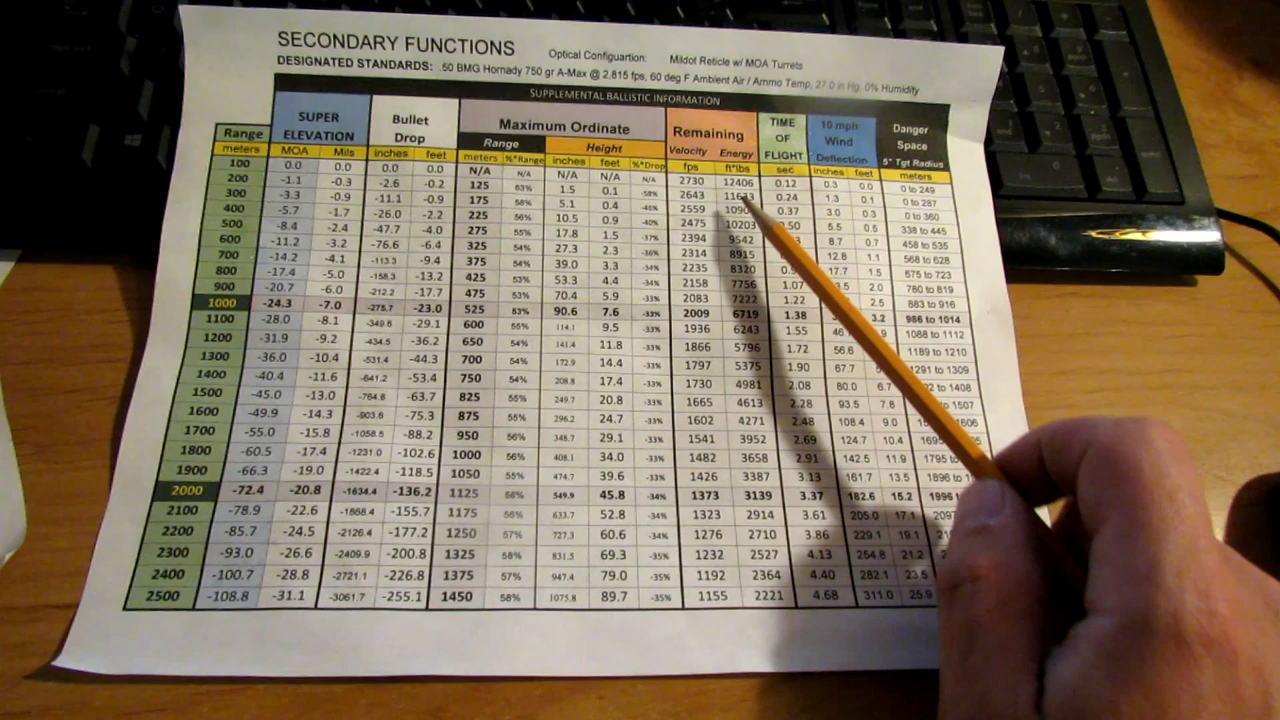 SECONDARY FUNCTIONS Optical Configuartion: Mildot Reticle w/ MOA Turrets
DESIGNATED STANDARDS: .50 BMG Hornady 750 gr A-Max @ 2,815 fps, 60 deg F Ambient Air / Ammo Temp, 27.0 in Hg, 0% Humidity
SUPPLEMENTAL BALLISTIC INFORMATION
SUPER ELEVATION Bullet Drop Maximum Ordinate Remaining TIME OF FLIGHT 10 mph Wind Deflection Danger Space
Range Height Velocity Energy 5" Tgt Radius
Range meters MOA Mils inches feet meters %*Range inches feet %*Drop fps ft*lbs sec inches feet meters
100 0.0 0.0 0.0 N/A N/A N/A N/A N/A 2730 12406 0.12 0.3 0.0 0 to 249
200 -1.1 -0.3 -2.6 -0.2 125 63% 1.5 0.1 -58% 2643 11633 0.24 1.3 0.1 0 to 287
300 -3.3 -0.9 -11.1 -0.9 175 58% 5.1 0.4 -46% 2559 0.37 3.0 0.3 0 to 360
400 -5.7 -1.7 -26.0 -2.2 225 56% 10.5 0.9 -40% 2475 10203 .50 5.5 0.5 338 to 445
500 -8.4 -2.4 -47.7 -4.0 275 55% 17.8 1.5 -37% 2394 9542 8.7 0.7 458 to 535
600 -11.2 -3.2 -76.6 -6.4 325 54% 27.3 2.3 -36% 2314 8915 12.8 1.1 568 to 628
700 -14.2 -4.1 -113.3 -9.4 375 54% 39.0 3.3 -34% 2235 8320 17.7 1.5 675 to 723
800 -17.4 -5.0 -158.3 -13.2 425 53% 53.3 4.4 -34% 2158 7756 1.07 2.0 780 to 819
900 -20.7 -6.0 -212.2 -17.7 475 53% 70.4 5.9 -33% 2083 7222 1.22 2.5 883 to 916
1000 -24.3 -7.0 -275.7 -23.0 525 53% 90.6 7.6 -33% 2009 6719 1.38 3.2 986 to 1014
1100 -28.0 -8.1 -349.6 -29.1 600 55% 114.1 9.5 -33% 1936 6243 1.55 1088 to 1112
1200 -31.9 -9.2 -434.5 -36.2 650 54% 141.4 11.8 -33% 1866 5796 1.72 56.6 1189 to 1210
1300 -36.0 -10.4 -531.4 -44.3 700 54% 172.9 14.4 -33% 1797 5375 1.90 67.7 1291 to 1309
1400 -40.4 -11.6 -641.2 -53.4 750 54% 208.8 17.4 -33% 1730 4981 2.08 80.0 6.7 to 1408
1500 -45.0 -13.0 -764.8 -63.7 825 55% 249.7 20.8 -33% 1665 4613 2.28 93.5 7.8 to 1507
1600 -49.9 -14.3 -903.6 -75.3 875 55% 296.2 24.7 -33% 1602 4271 2.48 108.4 9.0
1700 -55.0 -15.8 -1058.5 -88.2 950 56% 348.7 29.1 -33% 1541 3952 2.69 124.7 10.4
1800 -60.5 -17.4 -1231.0 -102.6 1000 56% 408.1 34.0 -33% 1482 3658 2.91 142.5 11.9 1795 to
1900 -66.3 -19.0 -1422.4 -118.5 1050 55% 474.7 39.6 -33% 1426 3387 3.13 161.7 13.5 1896 to
2000 -72.4 -20.8 -1634.4 -136.2 1125 56% 549.9 45.8 -34% 1373 3139 3.37 182.6 15.2 1996
2100 -78.9 -22.6 -1868.4 -155.7 1175 56% 633.7 52.8 -34% 1323 2914 3.61 205.0 17.1
2200 -85.7 -24.5 -2126.4 -177.2 1250 57% 727.3 60.6 -34% 1276 2710 3.86 229.1 19.1
2300 -93.0 -26.6 -2409.9 -200.8 1325 58% 831.5 69.3 -35% 1232 2527 4.13 254.8 21.2
2400 -100.7 -28.8 -2721.1 -226.8 1375 57% 947.4 79.0 -35% 1192 2364 4.40 282.1 23.5
2500 -108.8 -31.1 -3061.7 -255.1 1450 58% 1075.8 89.7 -35% 1155 2221 4.68 311.0 25.9